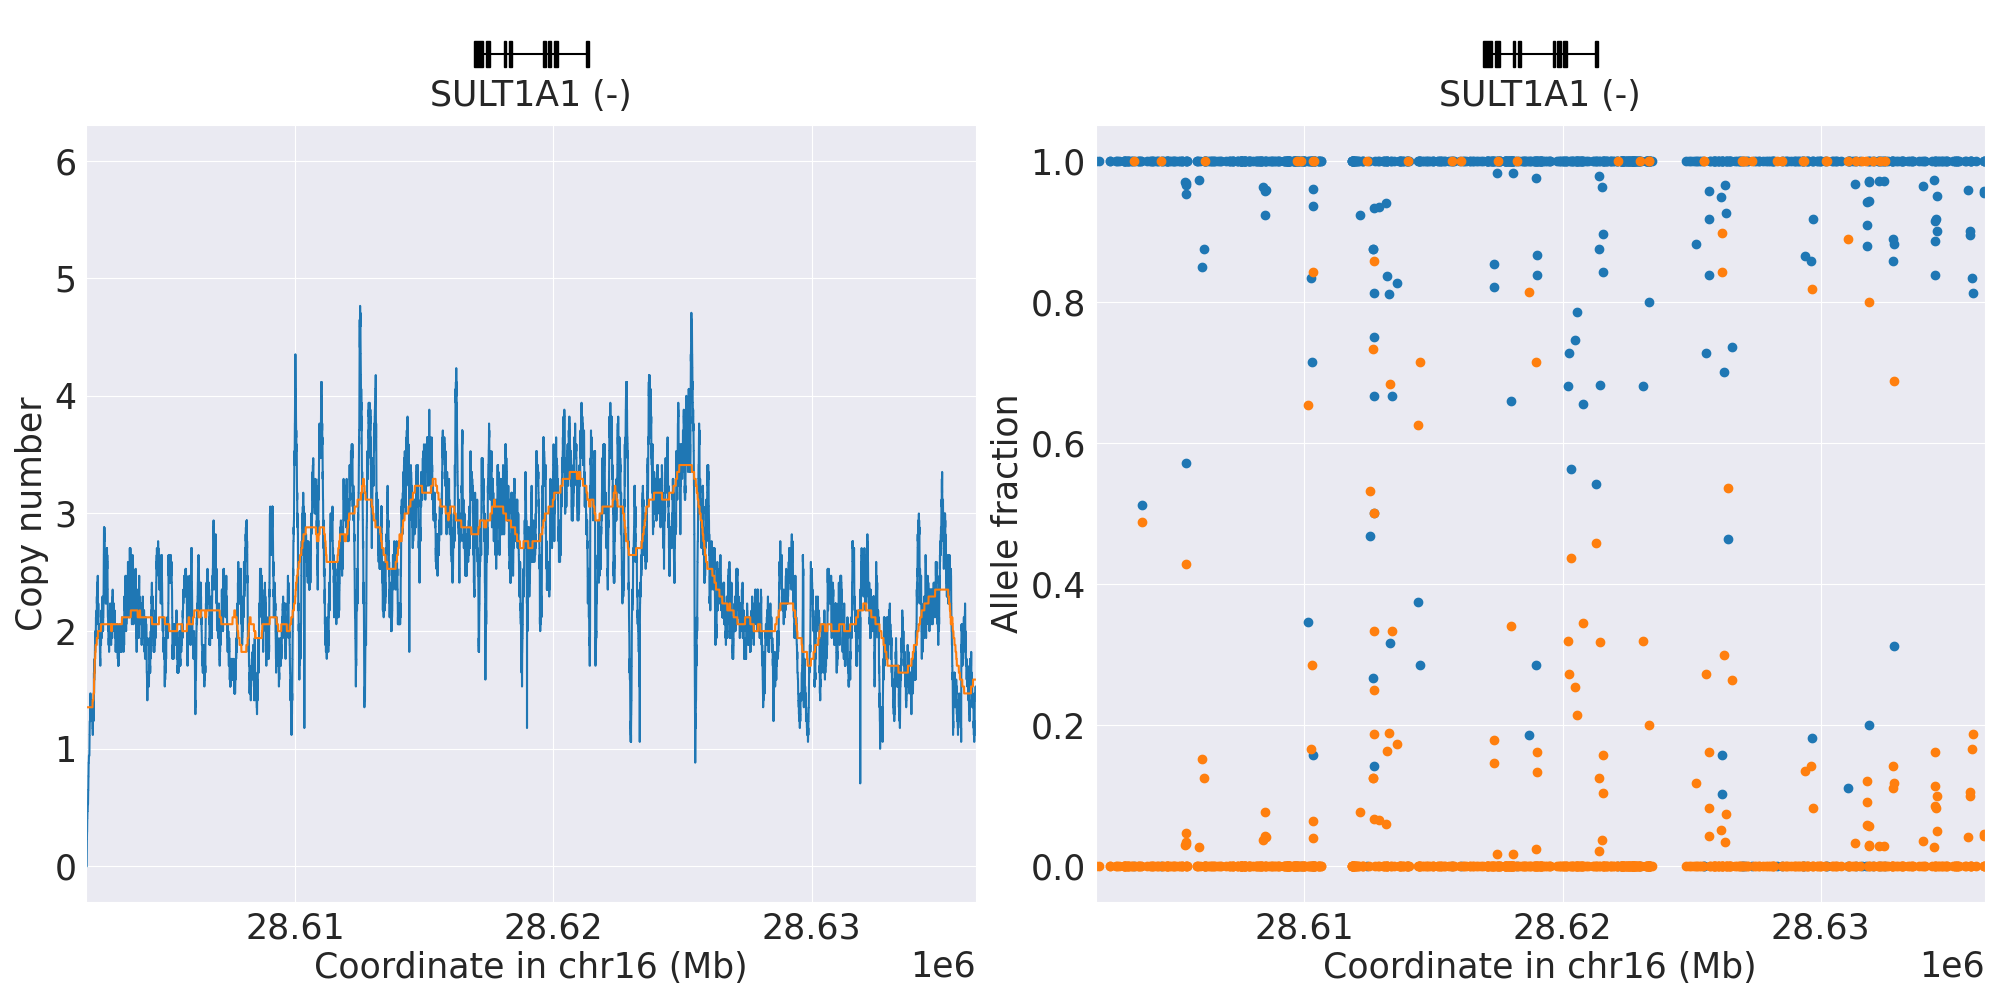 SULT1A1 (-)
Copy number
6
5
4
3
2
1
0
28.61
28.62
28.63
Coordinate in chr16 (Mb)
1e6
SULT1A1 (-)
Allele fraction
1.0
0.8
0.6
0.4
0.2
0.0
28.61
28.62
28.63
Coordinate in chr16 (Mb)
1e6